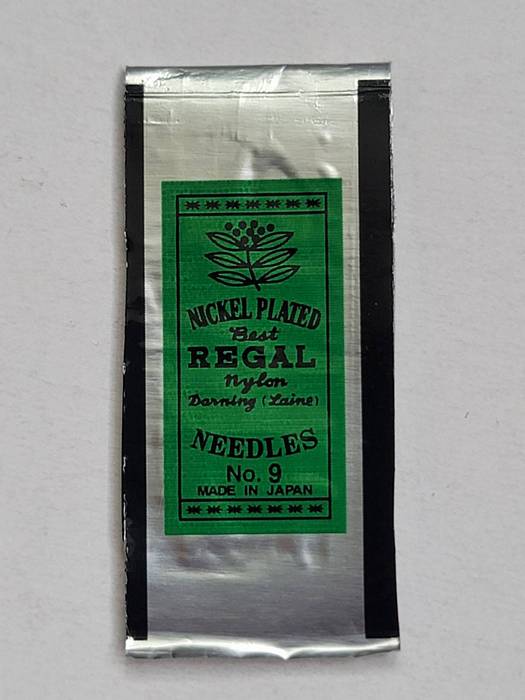 NICKEL PLATED
Best
REGAL
Nylon
Darning (Laine)
NEEDLES
No. 9
MADE IN JAPAN